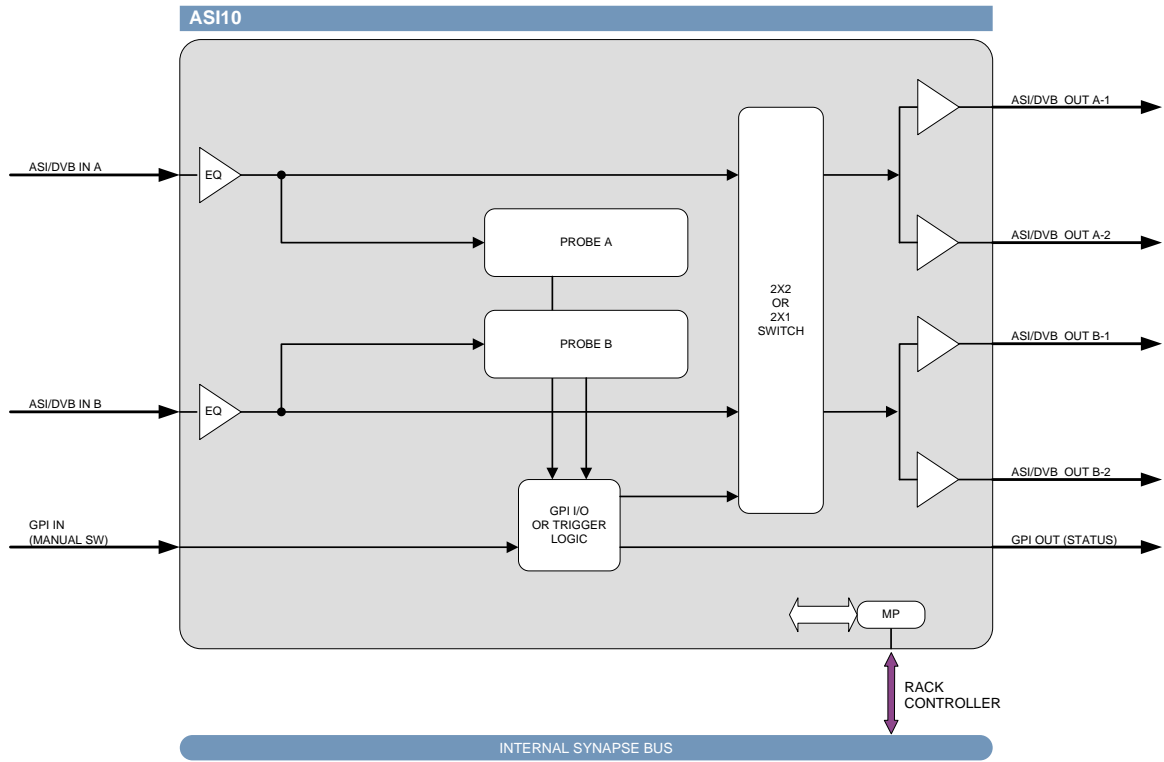 ASI10
ASI/DVB OUT A-1
ASI/DVB IN A
EQ
PROBE A
ASI/DVB OUT A-2
2X2
OR
2X1
SWITCH
PROBE B
ASI/DVB OUT B-1
ASI/DVB IN B
EQ
ASI/DVB OUT B-2
GPI IN
(MANUAL SW)
GPI I/O
OR TRIGGER
LOGIC
GPI OUT (STATUS)
MP
RACK
CONTROLLER
INTERNAL SYNAPSE BUS